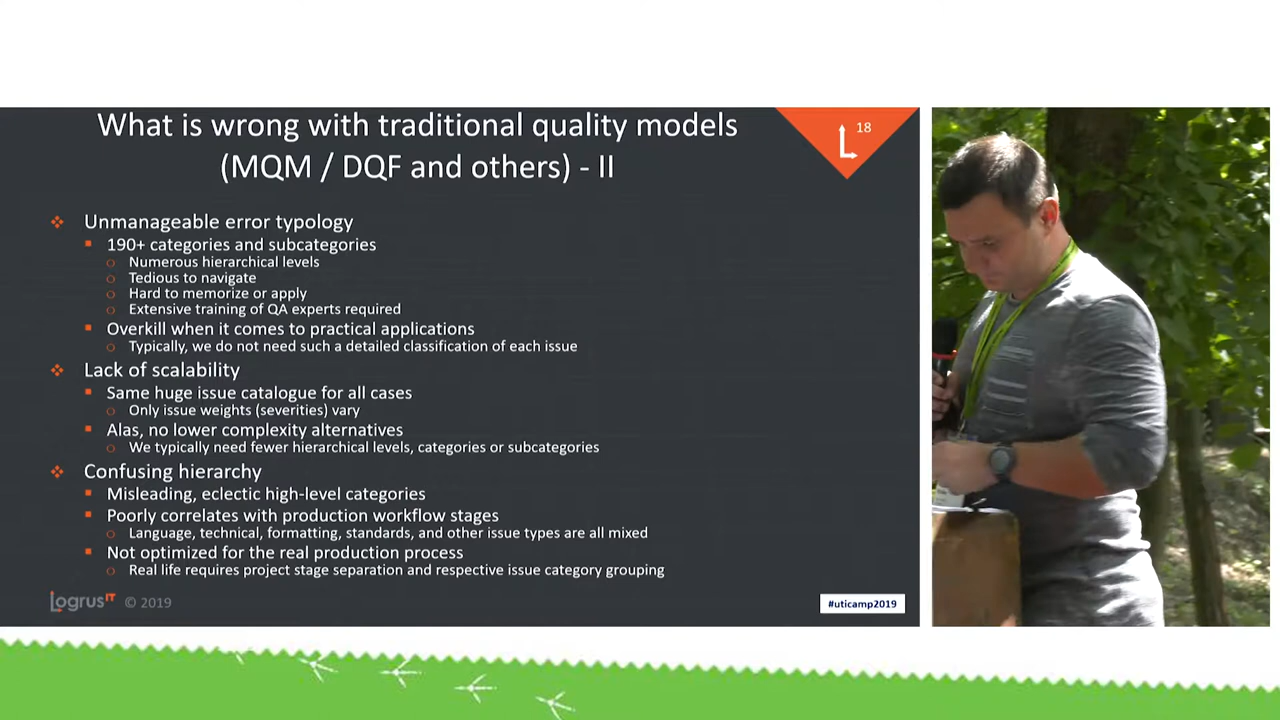 What is wrong with traditional quality models
(MQM / DQF and others) - II
18
Unmanageable error typology
190+ categories and subcategories
Numerous hierarchical levels
Tedious to navigate
Hard to memorize or apply
Extensive training of QA experts required
Overkill when it comes to practical applications
Typically, we do not need such a detailed classification of each issue
Lack of scalability
Same huge issue catalogue for all cases
Only issue weights (severities) vary
Alas, no lower complexity alternatives
We typically need fewer hierarchical levels, categories or subcategories
Confusing hierarchy
Misleading, eclectic high-level categories
Poorly correlates with production workflow stages
Language, technical, formatting, standards, and other issue types are all mixed
Not optimized for the real production process
Real life requires project stage separation and respective issue category grouping
logrusIT © 2019
#uticamp2019